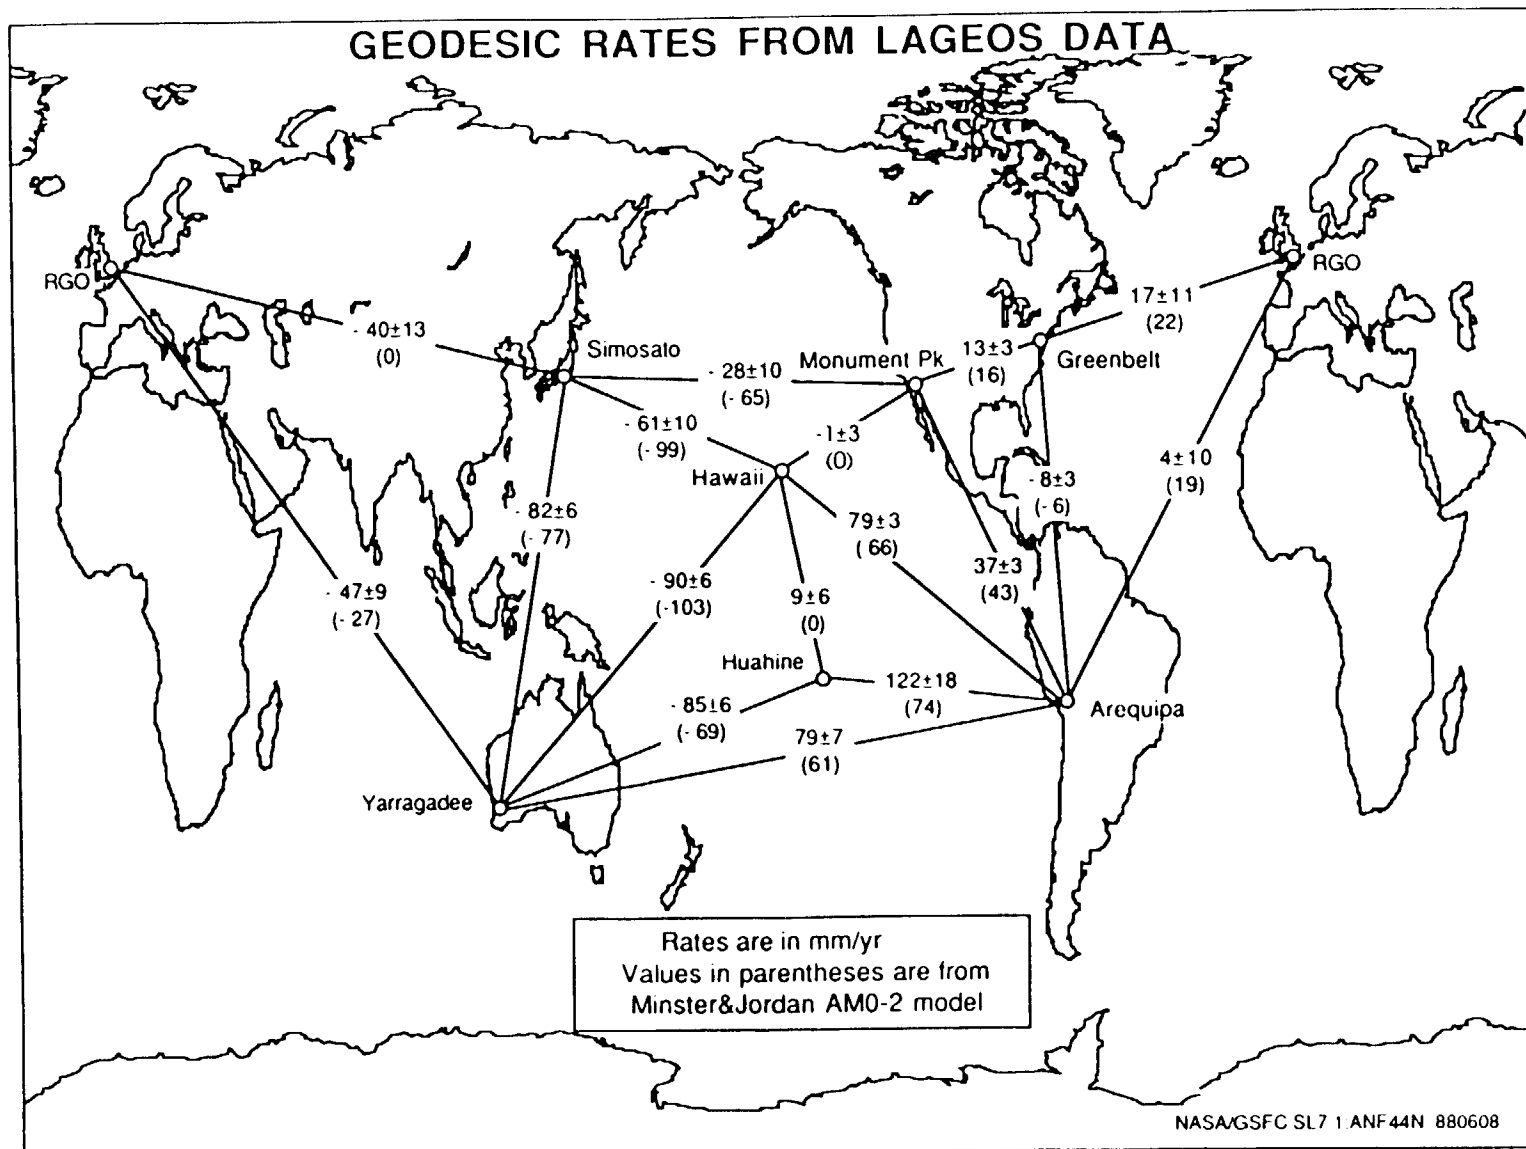 GEODESIC RATES FROM LAGEOS DATA
RGO
RGO
17±11
(22)
- 40±13
(0)
Simosato
Monument Pk
13±3
(16)
Greenbelt
- 28±10
(- 65)
- 61±10
(- 99)
-1±3
(0)
Hawaii
4±10
(19)
- 8±3
(- 6)
- 82±6
(- 77)
79±3
(66)
37±3
(43)
- 47±9
(- 27)
- 90±6
(-103)
9±6
(0)
Huahine
122±18
(74)
Arequipa
- 85±6
(- 69)
79±7
(61)
Yarragadee
Rates are in mm/yr
Values in parentheses are from
Minster&Jordan AM0-2 model
NASA/GSFC SL7 1 ANF44N 880608